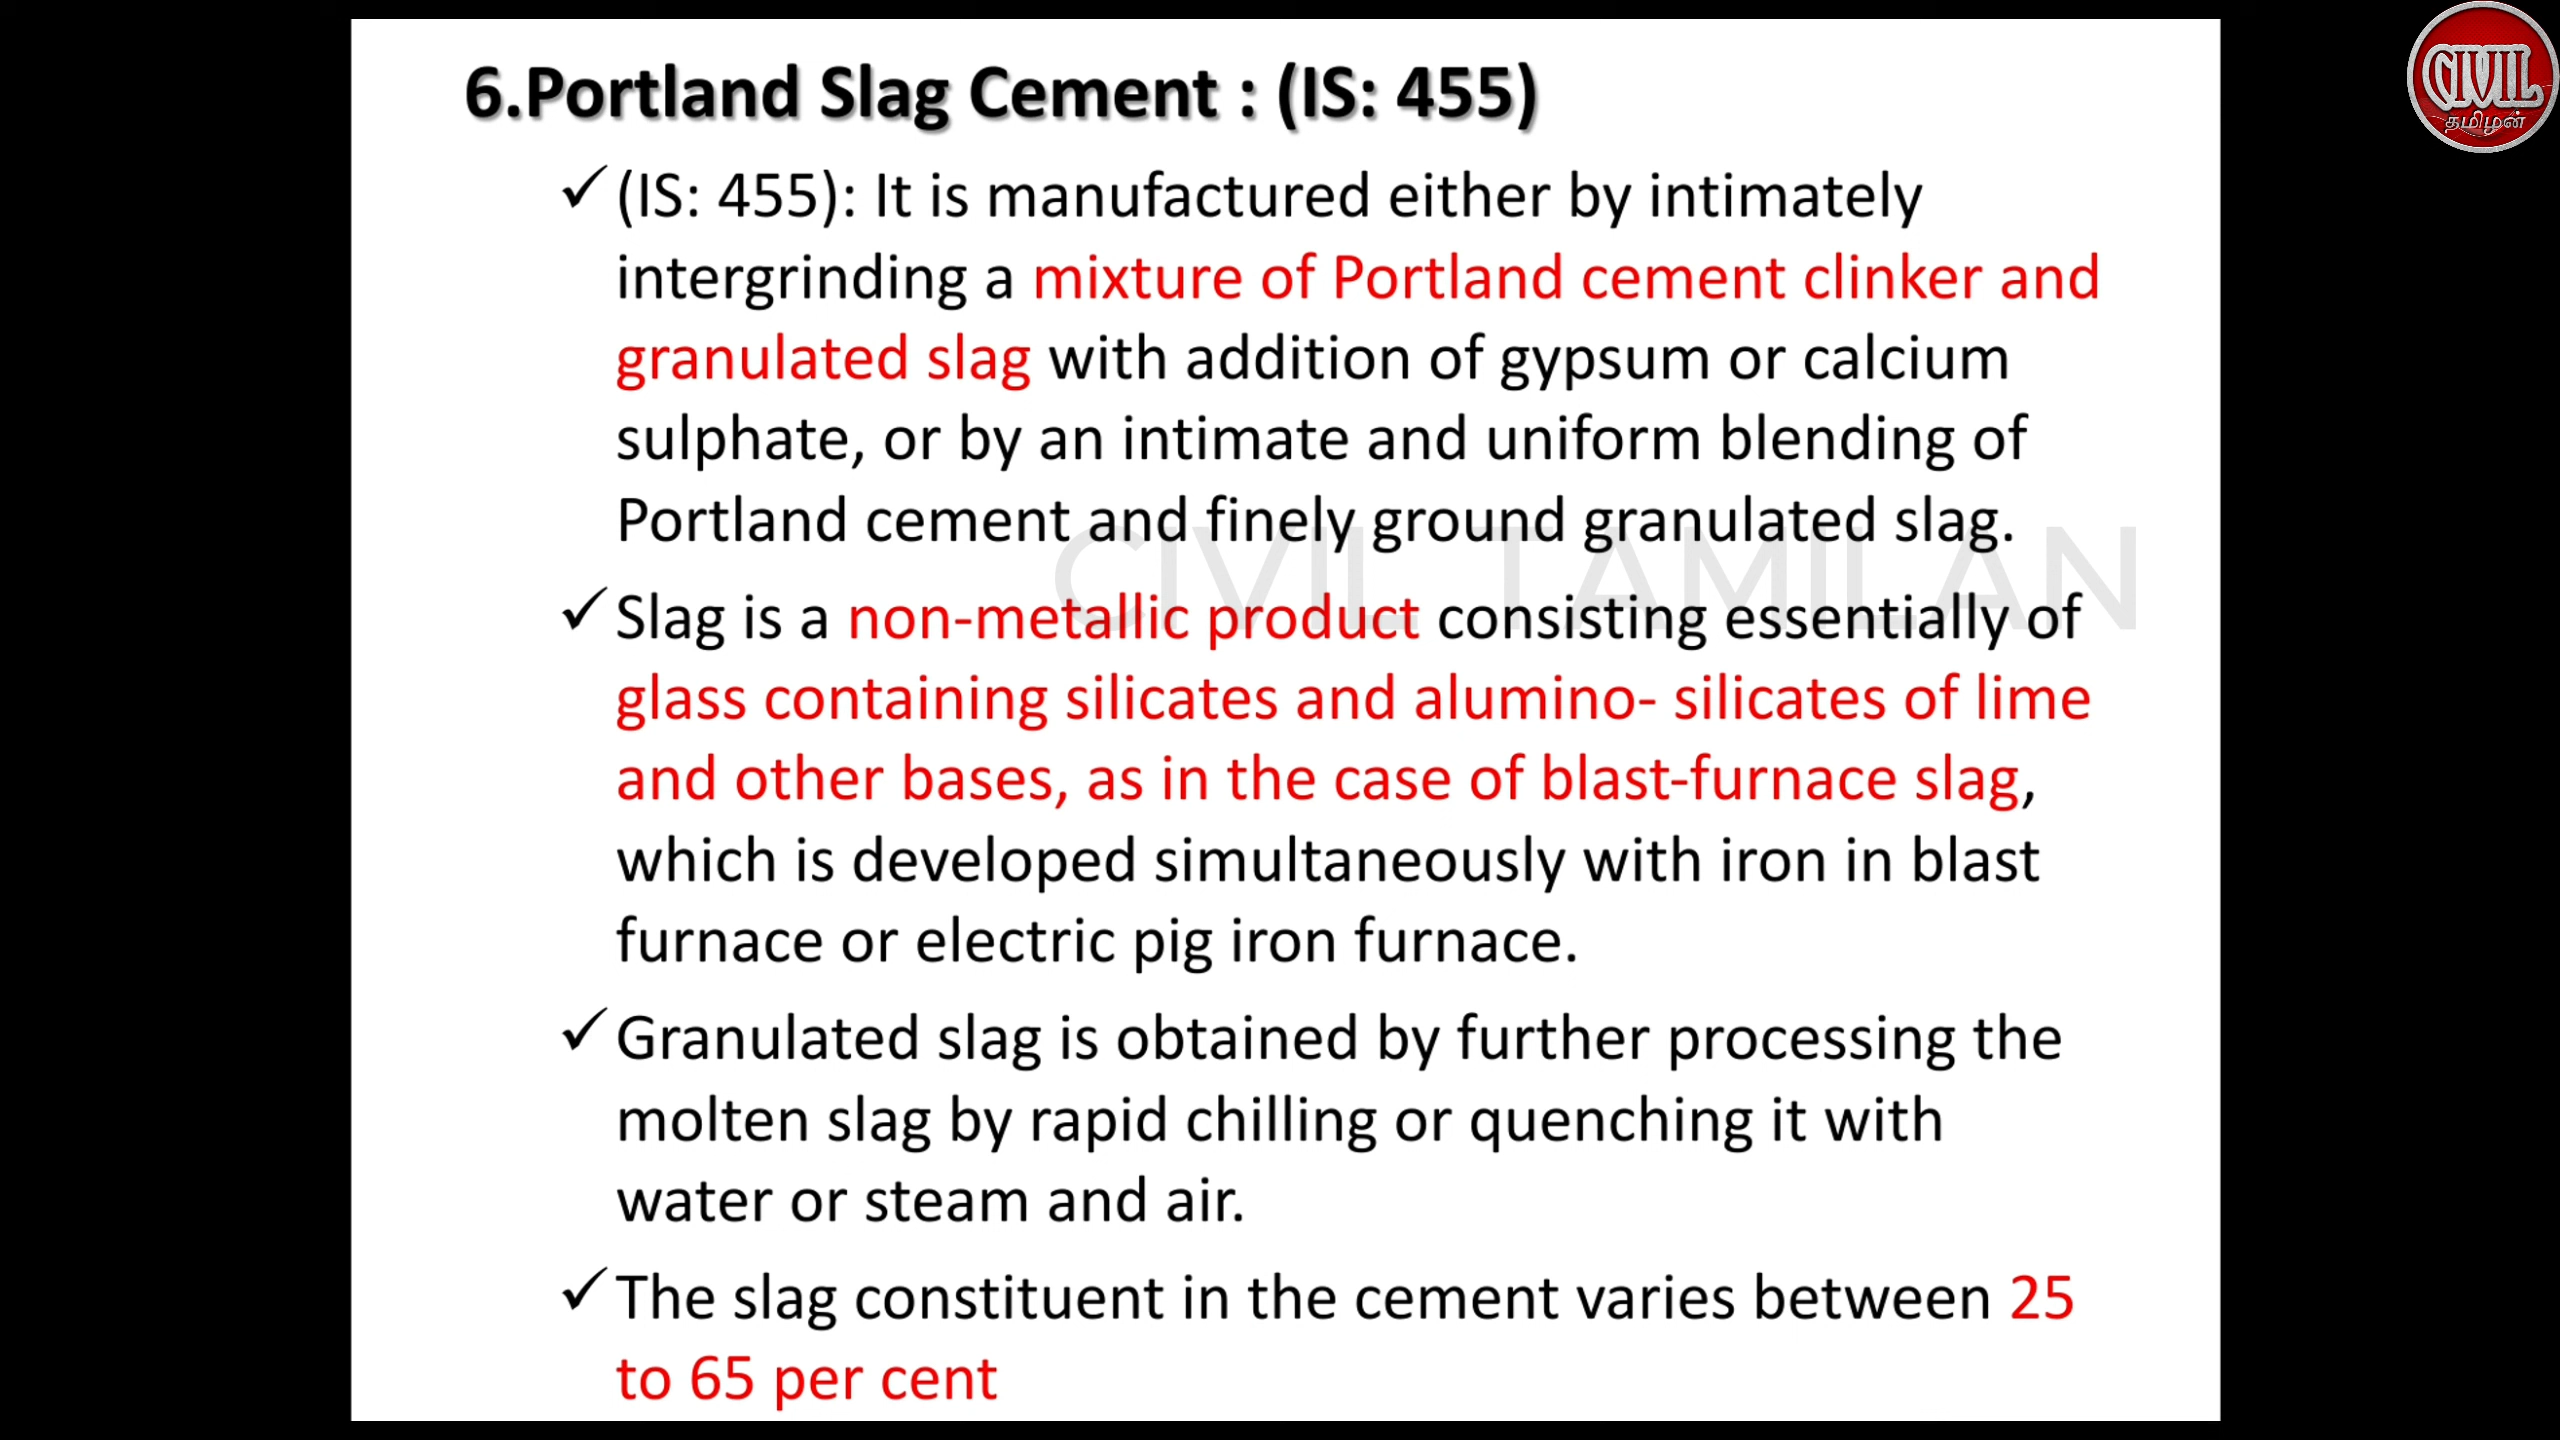 6.Portland Slag Cement : (IS: 455)
CIVIL
தமிழன்
✓ (IS: 455): It is manufactured either by intimately
intergrinding a mixture of Portland cement clinker and
granulated slag with addition of gypsum or calcium
sulphate, or by an intimate and uniform blending of
Portland cement and finely ground granulated slag.
CIVIL TAMILAN
✓ Slag is a non-metallic product consisting essentially of
glass containing silicates and alumino- silicates of lime
and other bases, as in the case of blast-furnace slag,
which is developed simultaneously with iron in blast
furnace or electric pig iron furnace.
✓ Granulated slag is obtained by further processing the
molten slag by rapid chilling or quenching it with
water or steam and air.
✓ The slag constituent in the cement varies between 25
to 65 per cent